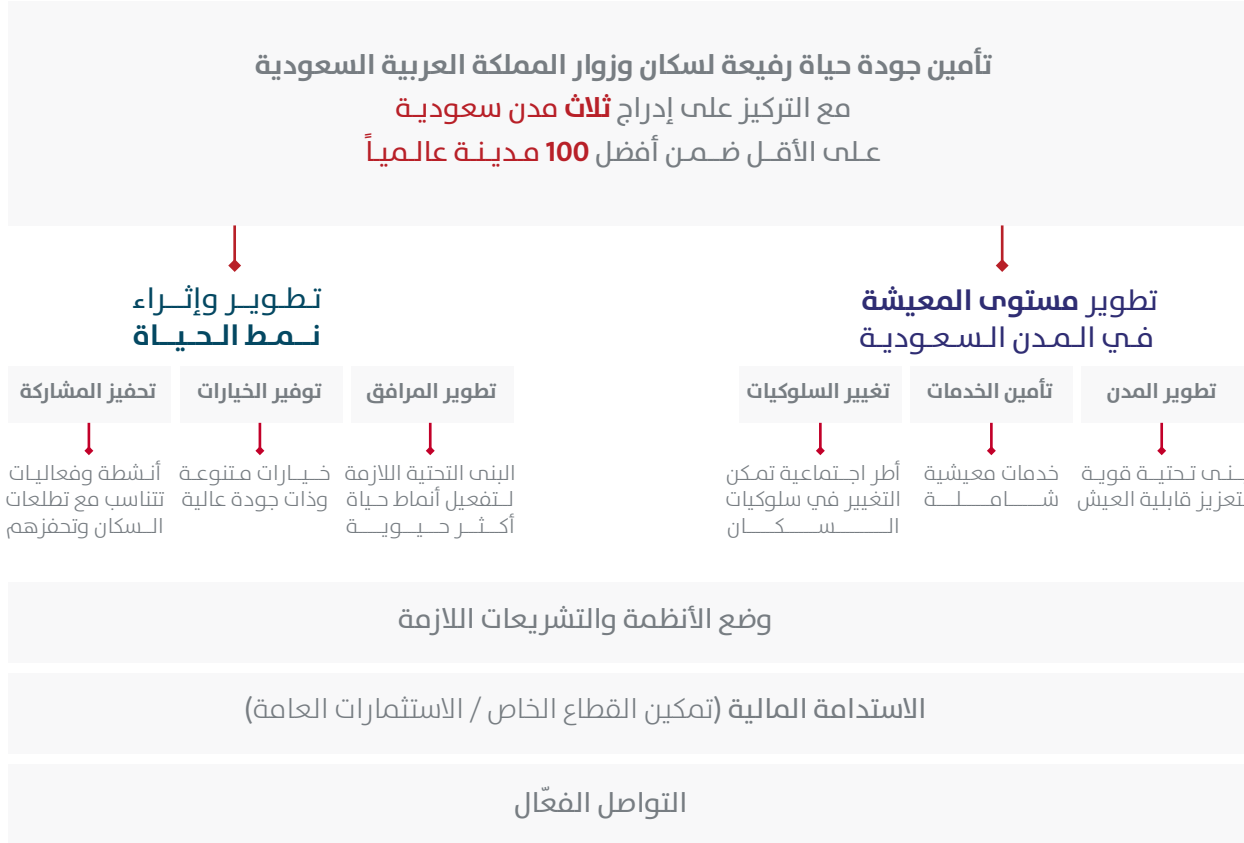 تأمين جودة حياة رفيعة لسكان وزوار المملكة العربية السعودية
مع التركيز على إدراج ثلاث مدن سعودية
على الأقل ضمن أفضل 100 مدينة عالمياً
تطوير مستوى المعيشة
في المدن السعودية
تطوير المدن
ـنى تحتية قوية
لتعزيز قابلية العيش
تأمين الخدمات
خدمات معيشية
شاملة
تغيير السلوكيات
أطر اجتماعية تمكن
التغيير في سلوكيات
السكان
تطوير وإثراء
نمط الحياة
تطوير المرافق
البنى التحتية اللازمة
لتفعيل أنماط حياة
أكثر حيوية
توفير الخيارات
خيارات متنوعة
وذات جودة عالية
تحفيز المشاركة
أنشطة وفعاليات
تتناسب مع تطلعات
السكان وتحفزهم
وضع الأنظمة والتشريعات اللازمة
الاستدامة المالية (تمكين القطاع الخاص / الاستثمارات العامة)
التواصل الفعّال